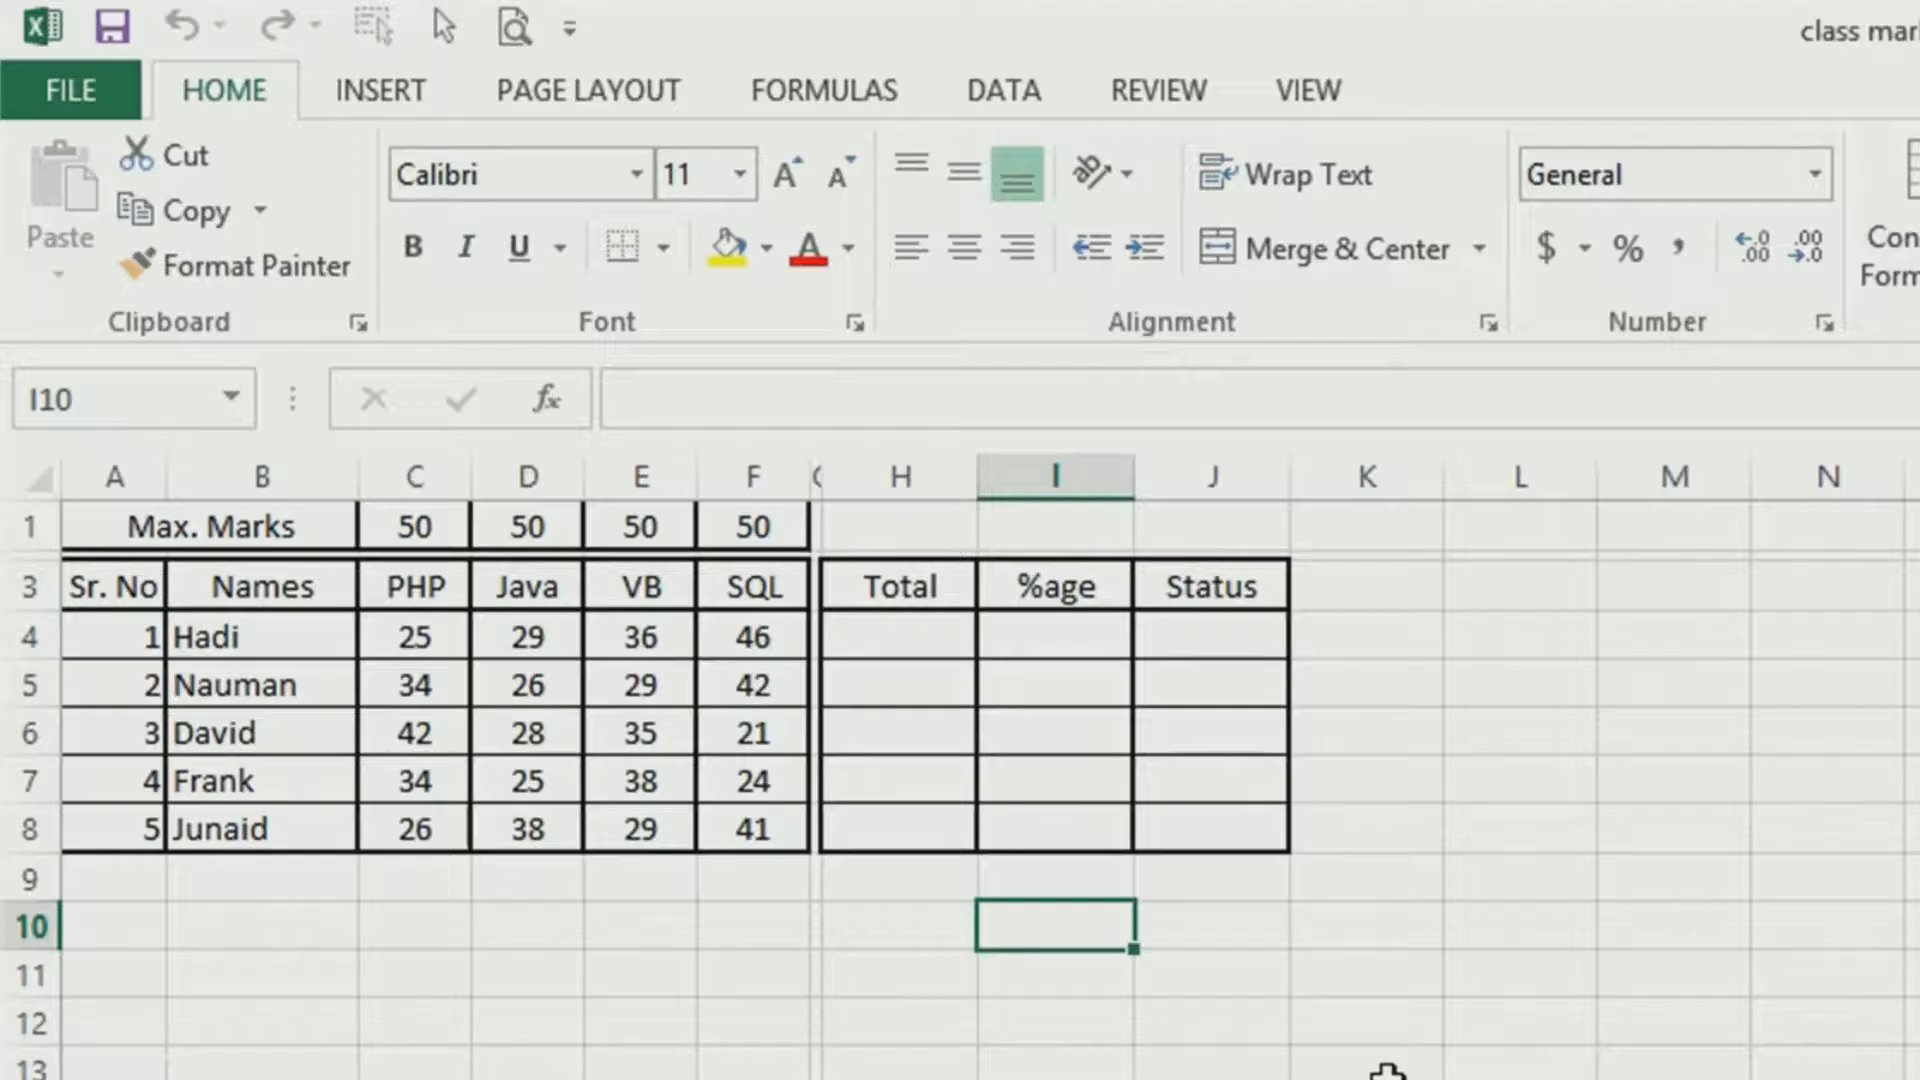 class mar
FILE HOME INSERT PAGE LAYOUT FORMULAS DATA REVIEW VIEW
Paste
Cut
Copy
Format Painter
Clipboard
Calibri 11
B I U
Font
Wrap Text
Merge & Center
Alignment
General
$ % ,
Number
Con
Form
I10
fx
A B C D E F G H I J K L M N
1 Max. Marks 50 50 50 50
3 Sr. No Names PHP Java VB SQL Total %age Status
4 1 Hadi 25 29 36 46
5 2 Nauman 34 26 29 42
6 3 David 42 28 35 21
7 4 Frank 34 25 38 24
8 5 Junaid 26 38 29 41
9
10
11
12
13